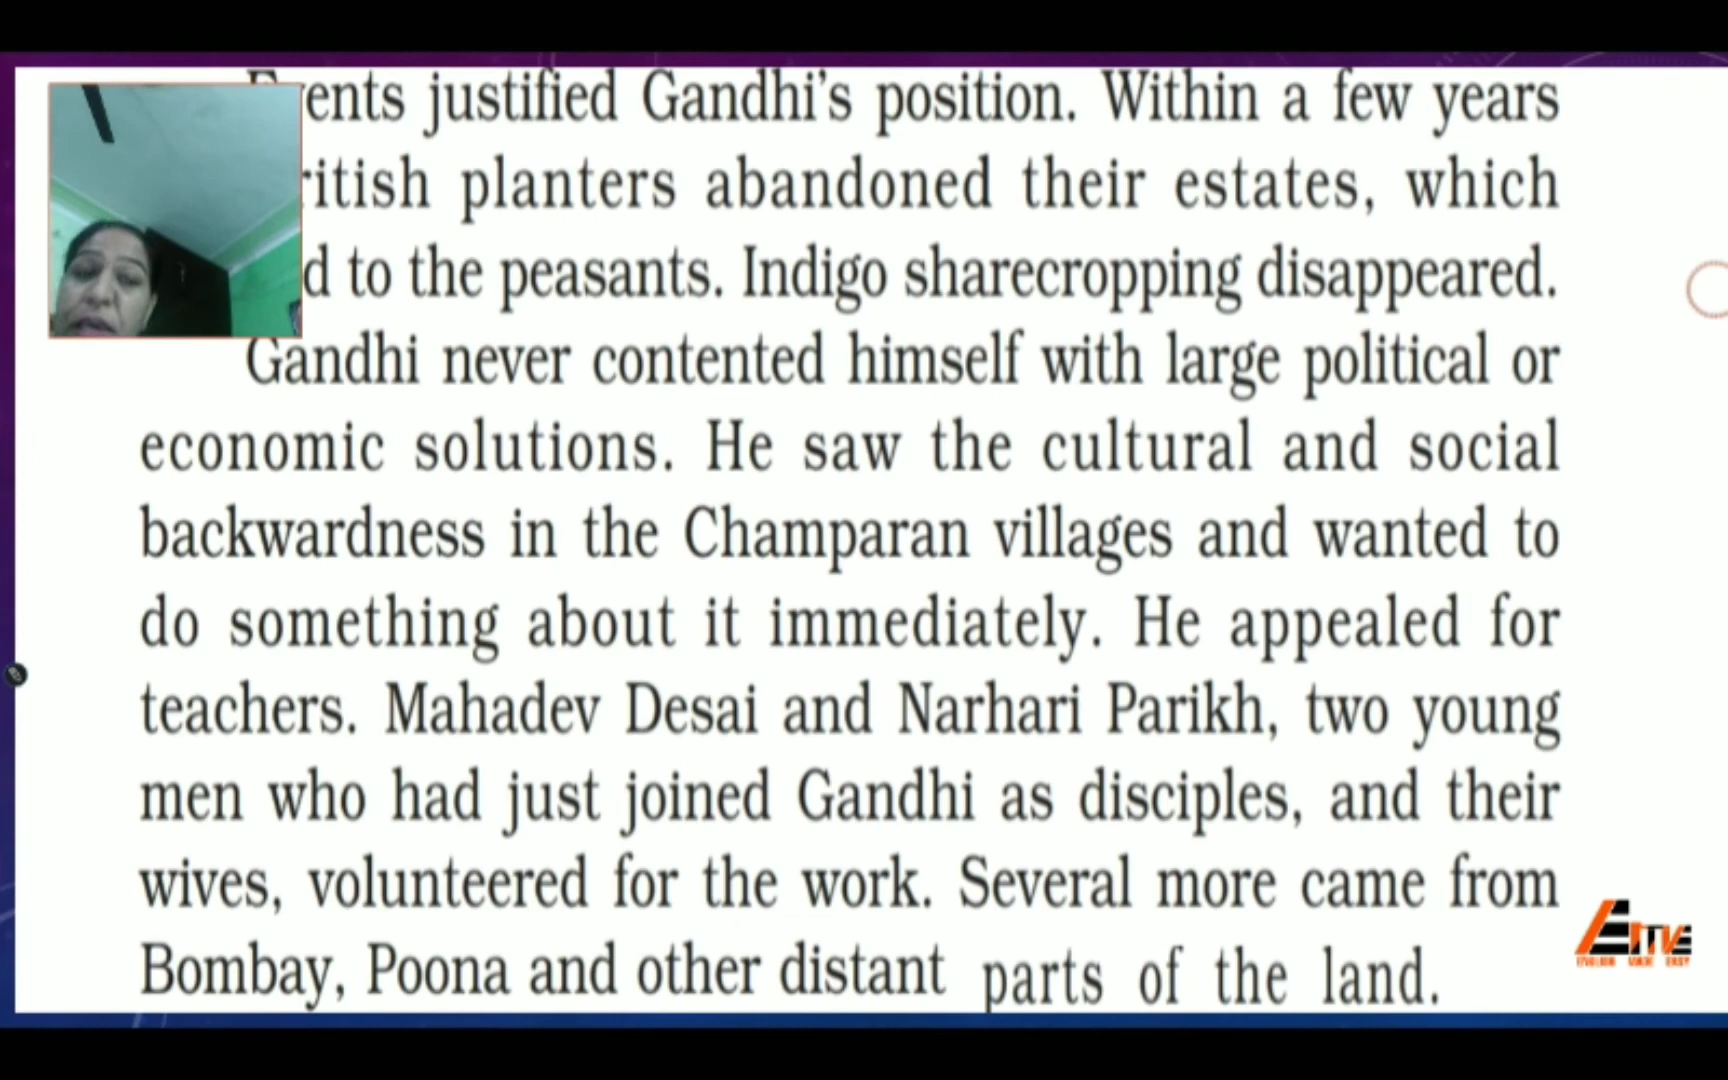 Events justified Gandhi's position. Within a few years
ritish planters abandoned their estates, which
d to the peasants. Indigo sharecropping disappeared.
Gandhi never contented himself with large political or
economic solutions. He saw the cultural and social
backwardness in the Champaran villages and wanted to
do something about it immediately. He appealed for
teachers. Mahadev Desai and Narhari Parikh, two young
men who had just joined Gandhi as disciples, and their
wives, volunteered for the work. Several more came from
Bombay, Poona and other distant parts of the land.